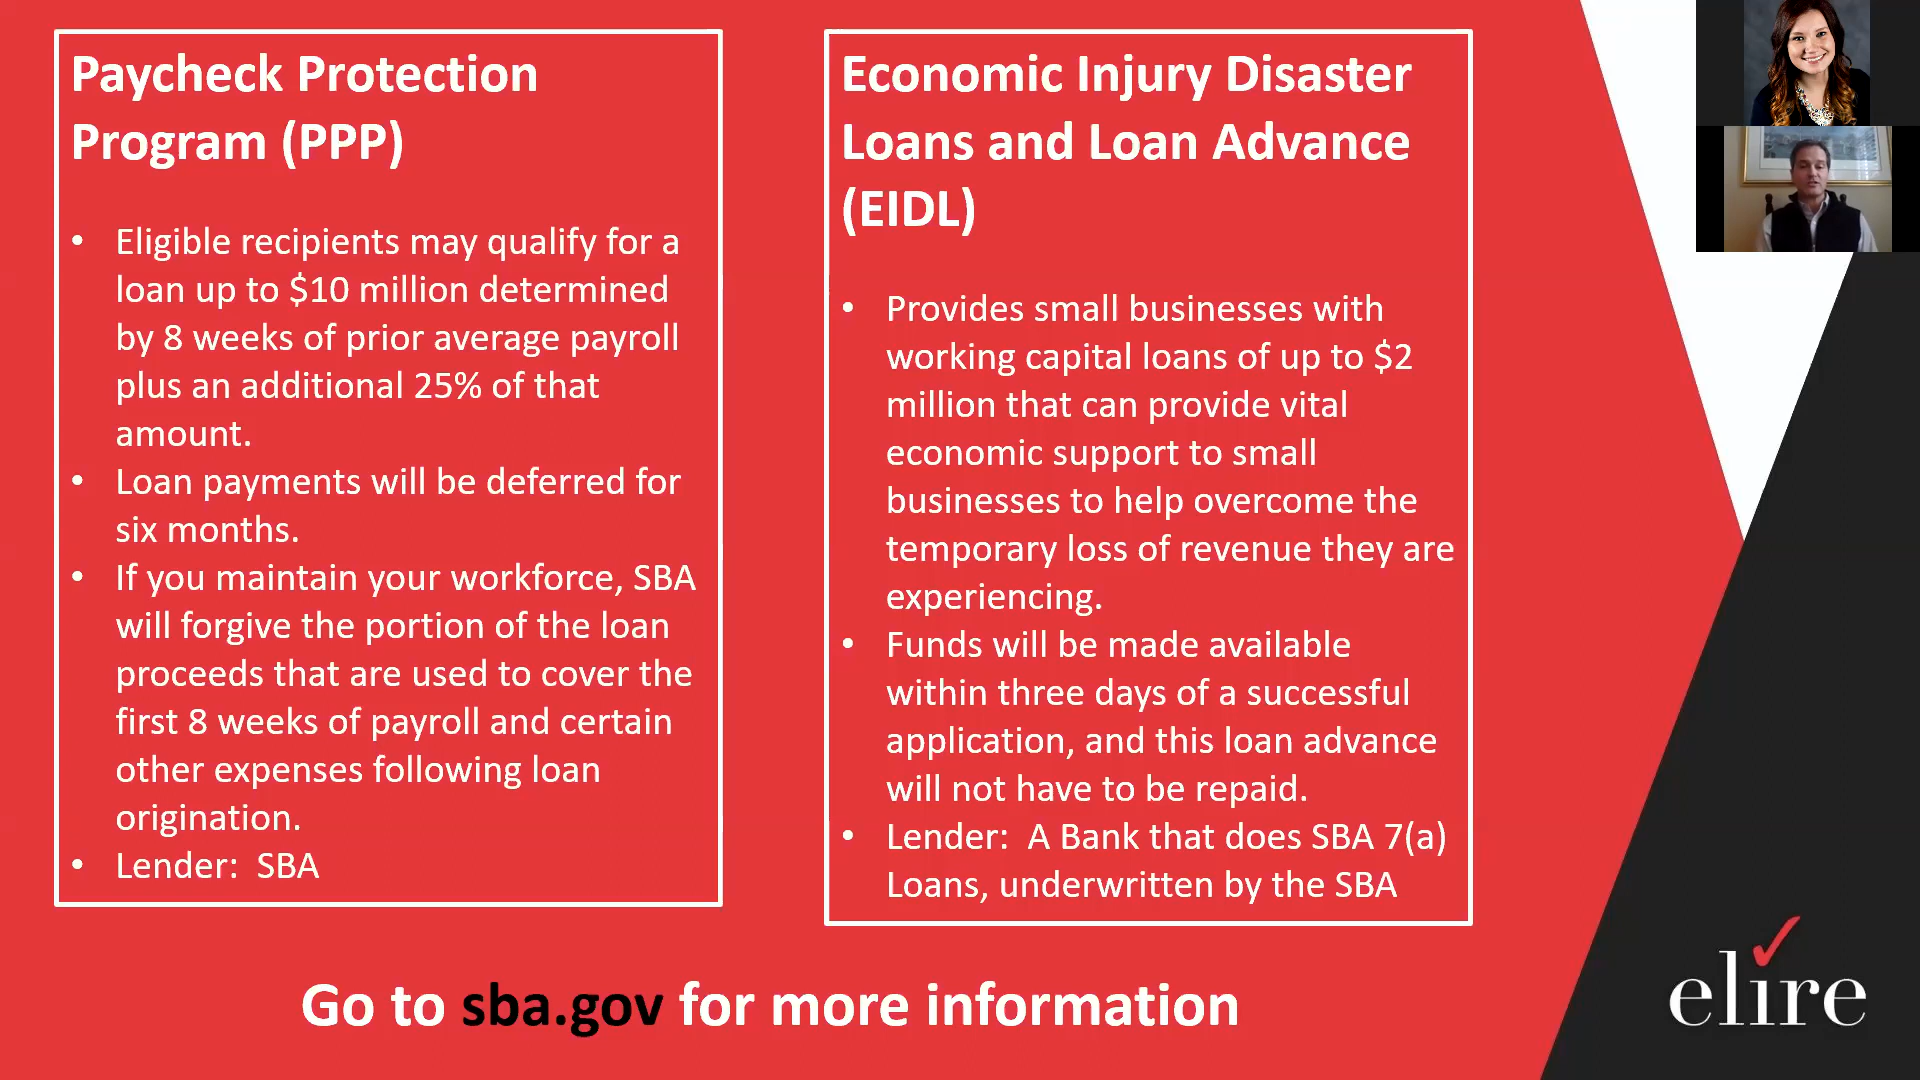 Paycheck Protection
Program (PPP)
• Eligible recipients may qualify for a
loan up to $10 million determined
by 8 weeks of prior average payroll
plus an additional 25% of that
amount.
• Loan payments will be deferred for
six months.
• If you maintain your workforce, SBA
will forgive the portion of the loan
proceeds that are used to cover the
first 8 weeks of payroll and certain
other expenses following loan
origination.
• Lender:  SBA
Economic Injury Disaster
Loans and Loan Advance
(EIDL)
• Provides small businesses with
working capital loans of up to $2
million that can provide vital
economic support to small
businesses to help overcome the
temporary loss of revenue they are
experiencing.
• Funds will be made available
within three days of a successful
application, and this loan advance
will not have to be repaid.
• Lender:  A Bank that does SBA 7(a)
Loans, underwritten by the SBA
Go to sba.gov for more information
elire